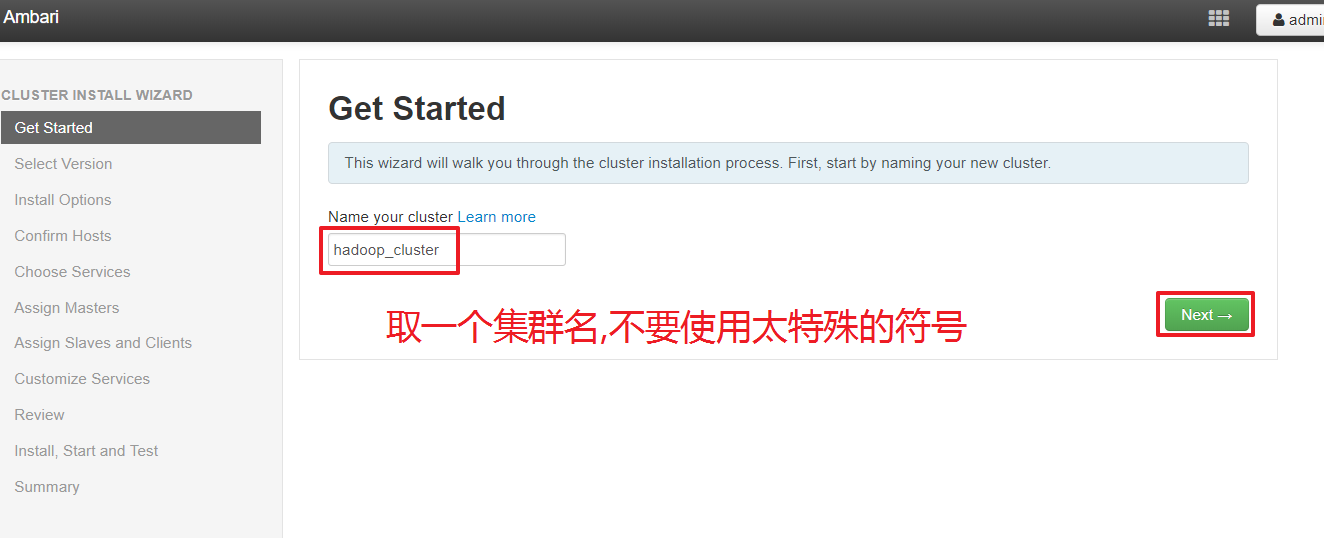 Ambari
admi
CLUSTER INSTALL WIZARD
Get Started
Select Version
Install Options
Confirm Hosts
Choose Services
Assign Masters
Assign Slaves and Clients
Customize Services
Review
Install, Start and Test
Summary
Get Started
This wizard will walk you through the cluster installation process. First, start by naming your new cluster.
Name your cluster Learn more
hadoop_cluster
取一个集群名,不要使用太特殊的符号
Next →